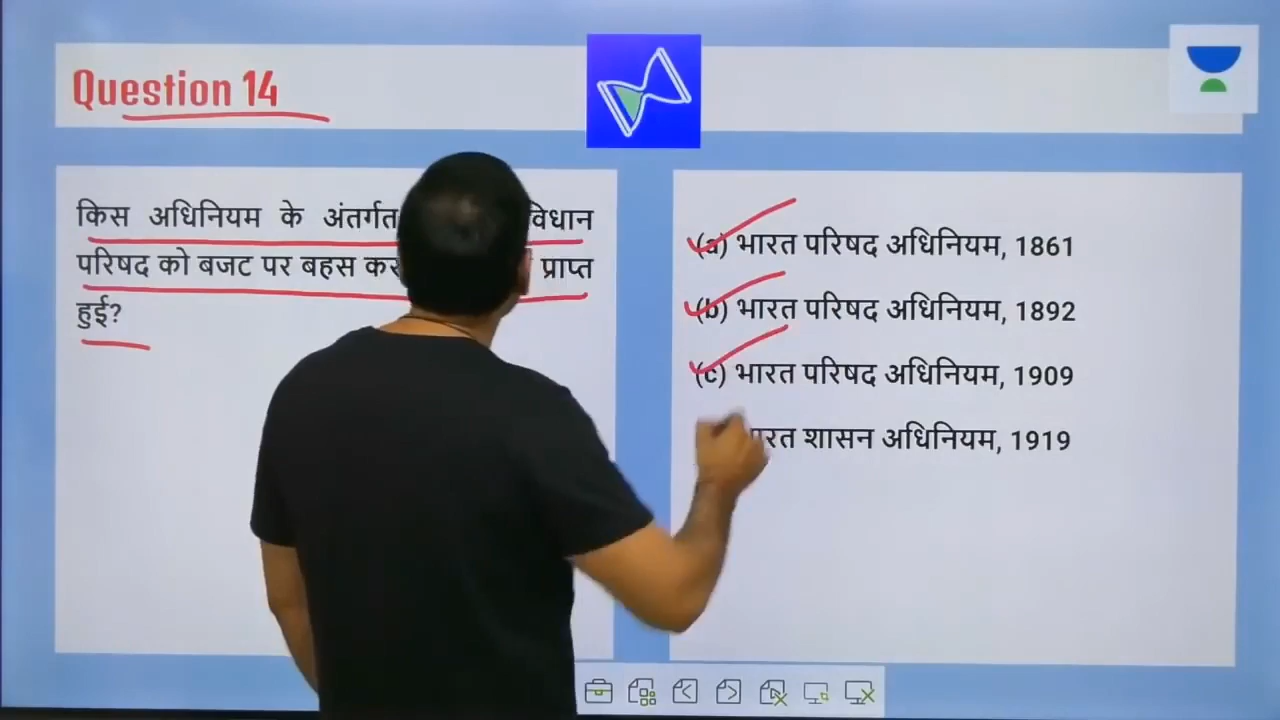 Question 14
किस अधिनियम के अंतर्गत विधान
परिषद को बजट पर बहस कर प्राप्त
हुई?
(a) भारत परिषद अधिनियम, 1861
(b) भारत परिषद अधिनियम, 1892
(c) भारत परिषद अधिनियम, 1909
शासन अधिनियम, 1919